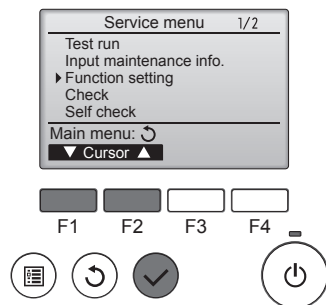 Service menu 1/2
Test run
Input maintenance info.
Function setting
Check
Self check
Main menu:
Cursor
F1 F2 F3 F4